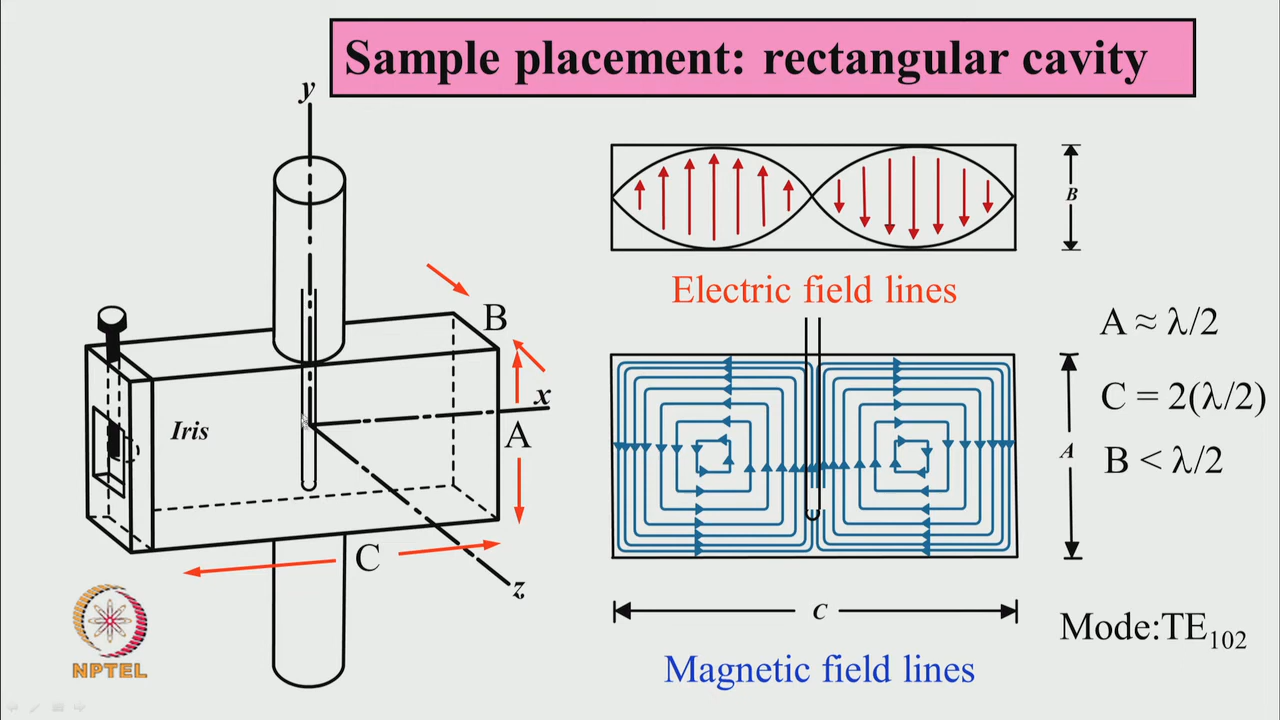 Sample placement: rectangular cavity
y
B
x
A
Iris
C
z
B
Electric field lines
A ≈ λ/2
C = 2(λ/2)
B < λ/2
A
C
Magnetic field lines
Mode:TE₁₀₂
NPTEL